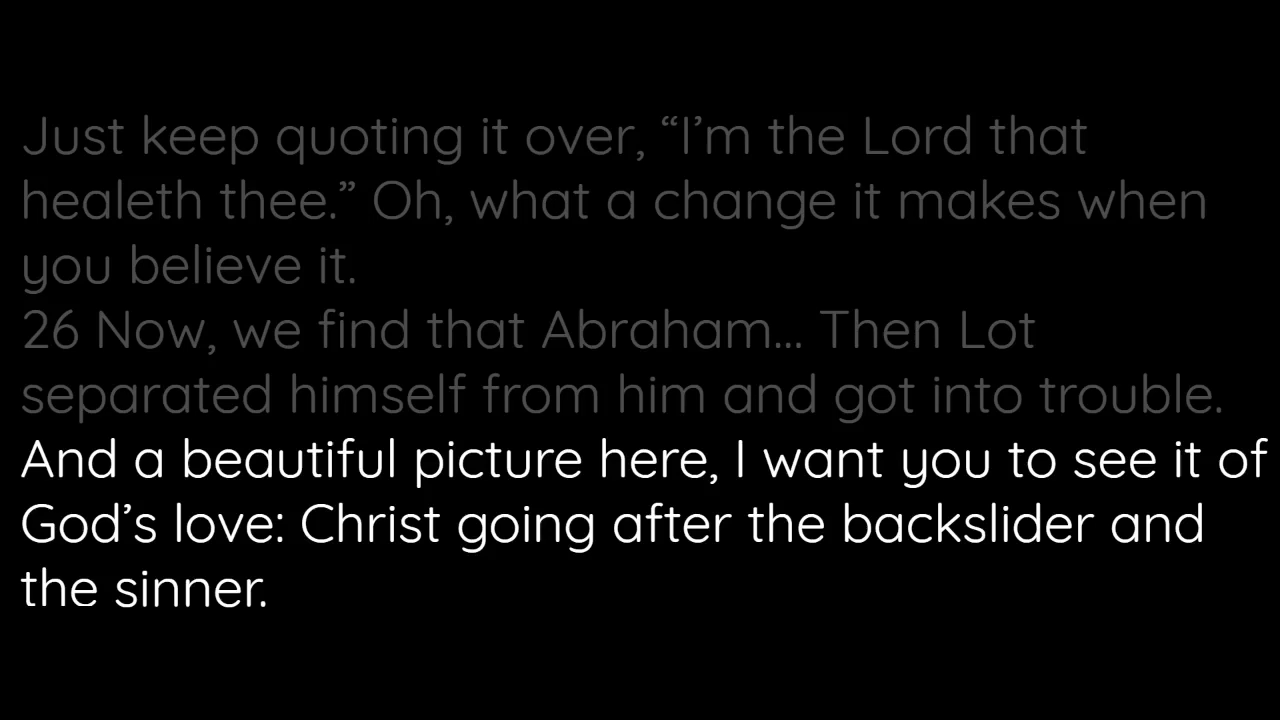 Just keep quoting it over, “I’m the Lord that
healeth thee.” Oh, what a change it makes when
you believe it.
26 Now, we find that Abraham... Then Lot
separated himself from him and got into trouble.
And a beautiful picture here, I want you to see it of
God’s love: Christ going after the backslider and
the sinner.